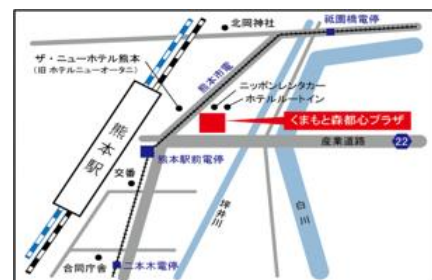 北岡神社
祗園橋電停
ザ・ニューホテル熊本
(旧 ホテルニューオータニ)
熊本市電
ニッポンレンタカー
ホテルルートイン
くまもと森都心プラザ
熊本駅
産業道路
22
熊本駅前電停
交番
坪井川
白川
合同庁舎
二本木電停